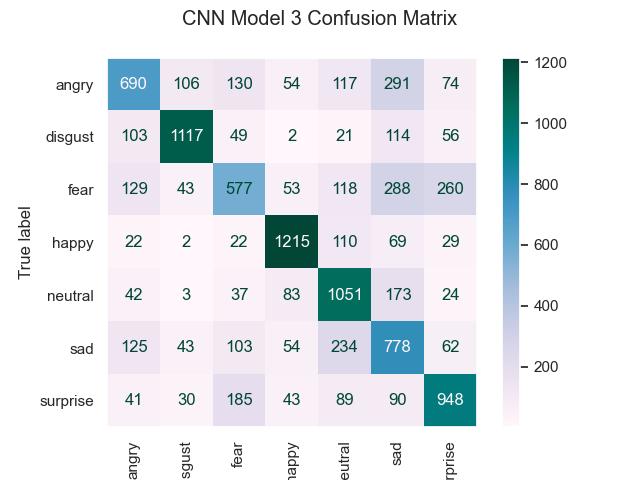 CNN Model 3 Confusion Matrix
True label
angry 690 106 130 54 117 291 74
disgust 103 1117 49 2 21 114 56
fear 129 43 577 53 118 288 260
happy 22 2 22 1215 110 69 29
neutral 42 3 37 83 1051 173 24
sad 125 43 103 54 234 778 62
surprise 41 30 185 43 89 90 948
angry sgust fear happy eutral sad rprise
1200
1000
800
600
400
200